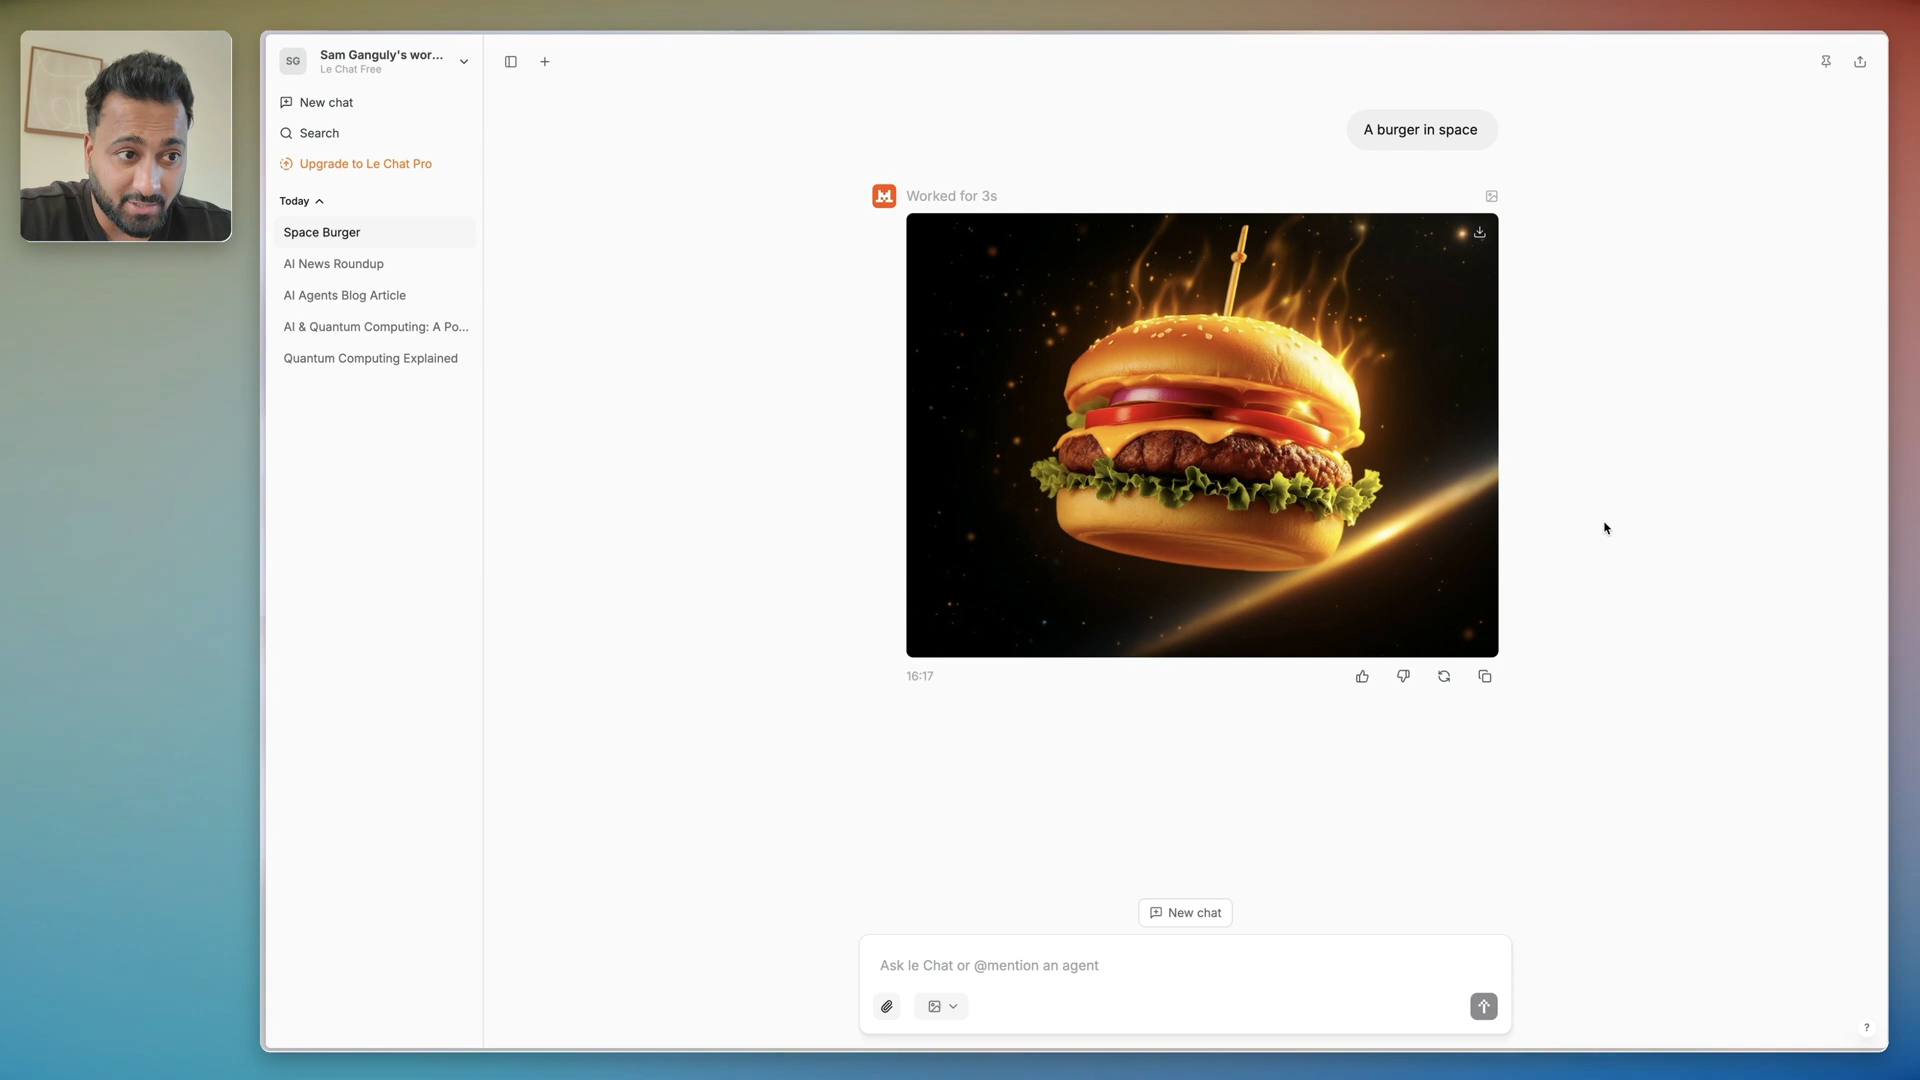 SG
Sam Ganguly's wor...
Le Chat Free
New chat
Search
Upgrade to Le Chat Pro
Today
Space Burger
AI News Roundup
AI Agents Blog Article
AI & Quantum Computing: A Po...
Quantum Computing Explained
A burger in space
Worked for 3s
16:17
New chat
Ask le Chat or @mention an agent
?